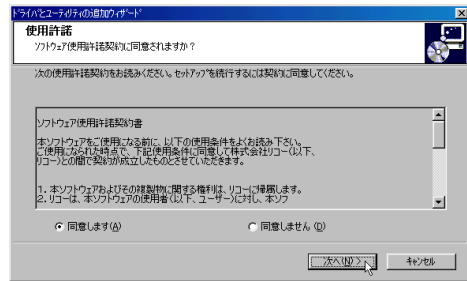 ドライバとユーティリティの追加ウィザード
使用許諾
ソフトウェア使用許諾契約に同意されますか？
次の使用許諾契約をお読みください。セットアップを続行するには契約に同意してください。
ソフトウェア使用許諾契約書
本ソフトウェアをご使用になる前に、以下の使用条件をよくお読み下さい。
ご使用になられた時点で、下記使用条件に同意して株式会社リコー（以下、
リコー）との間で契約が成立したものとさせていただきます。
1. 本ソフトウェアおよびその複製物に関する権利は、リコーに帰属します。
2. リコーは、本ソフトウェアの使用者（以下、ユーザー）に対し、本ソフ
同意します(A) 同意しません(D)
次へ(N) > キャンセル